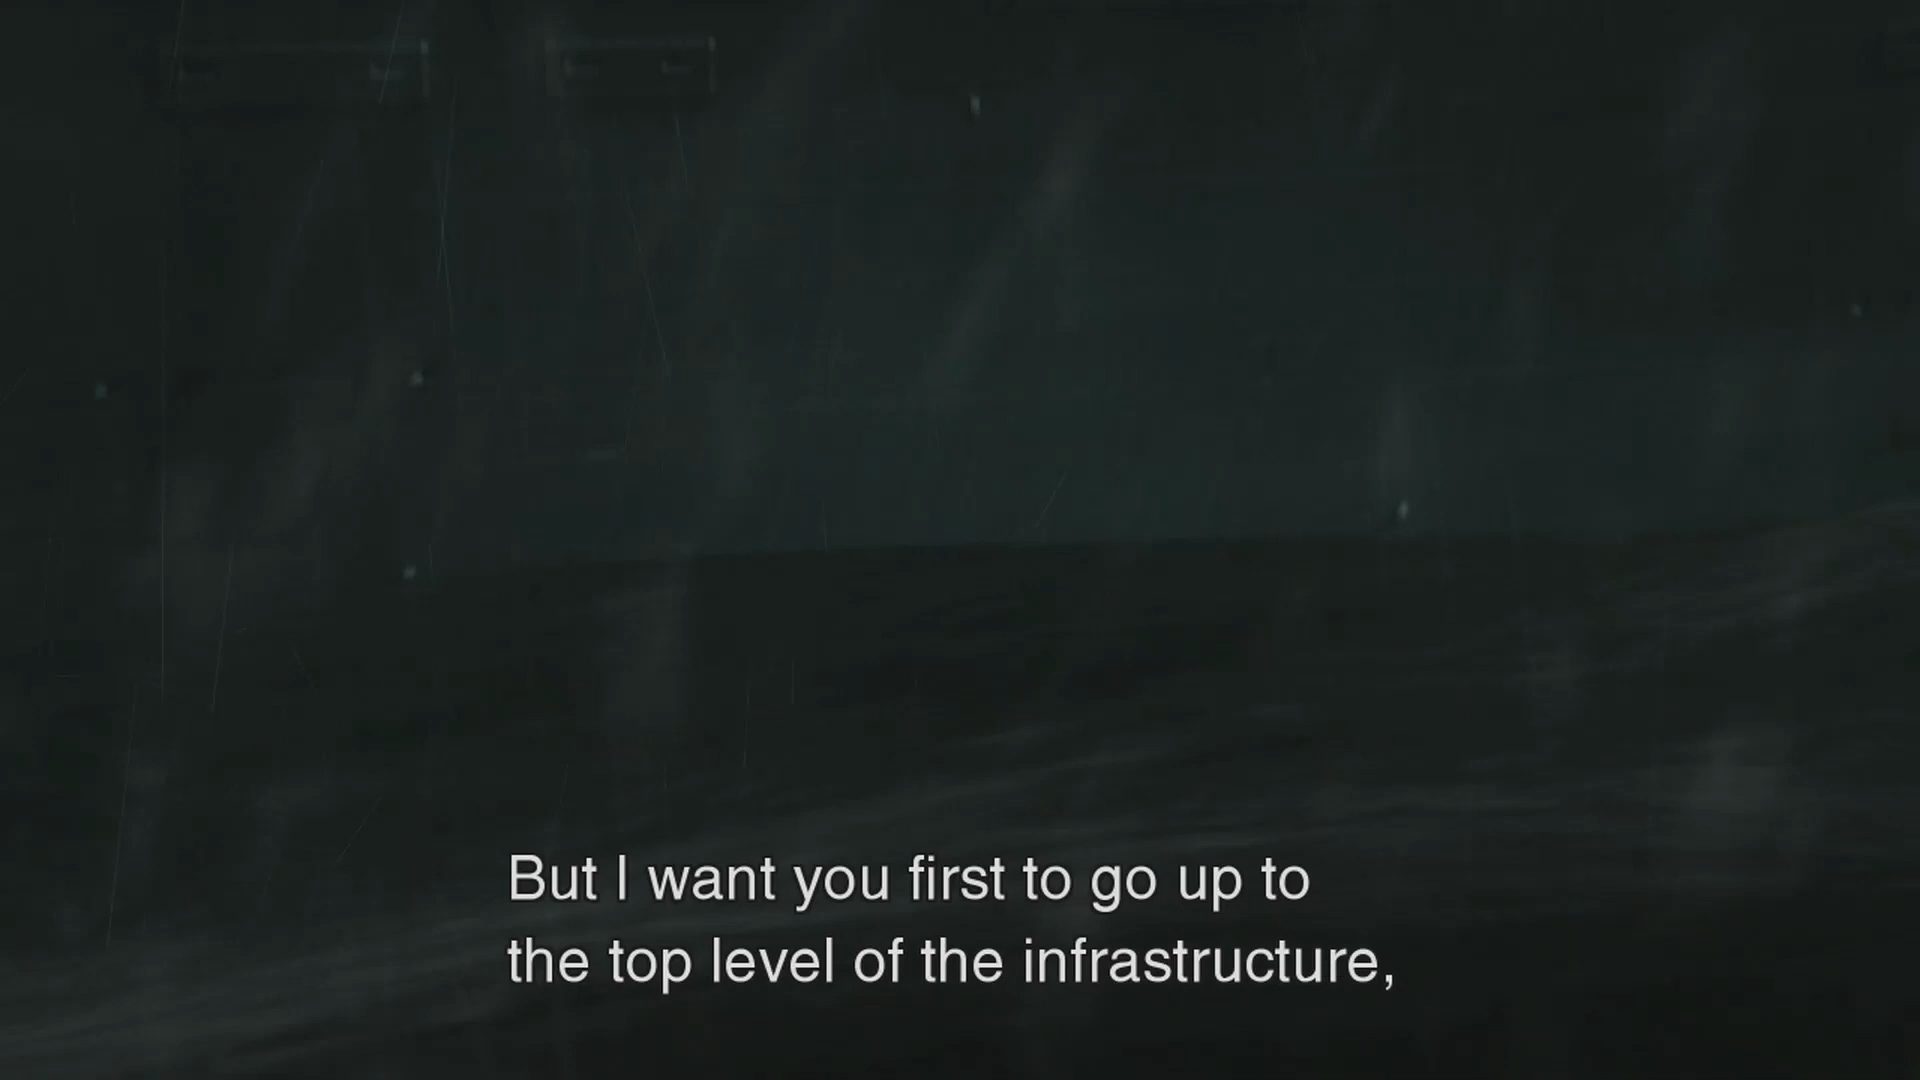 But I want you first to go up to
the top level of the infrastructure,